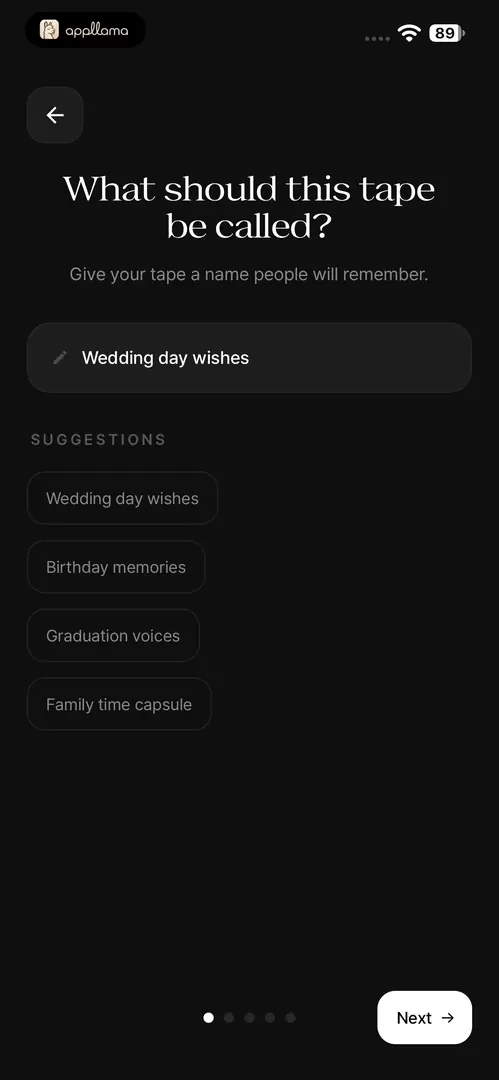 appllama
89
What should this tape
be called?
Give your tape a name people will remember.
Wedding day wishes
SUGGESTIONS
Wedding day wishes
Birthday memories
Graduation voices
Family time capsule
Next →